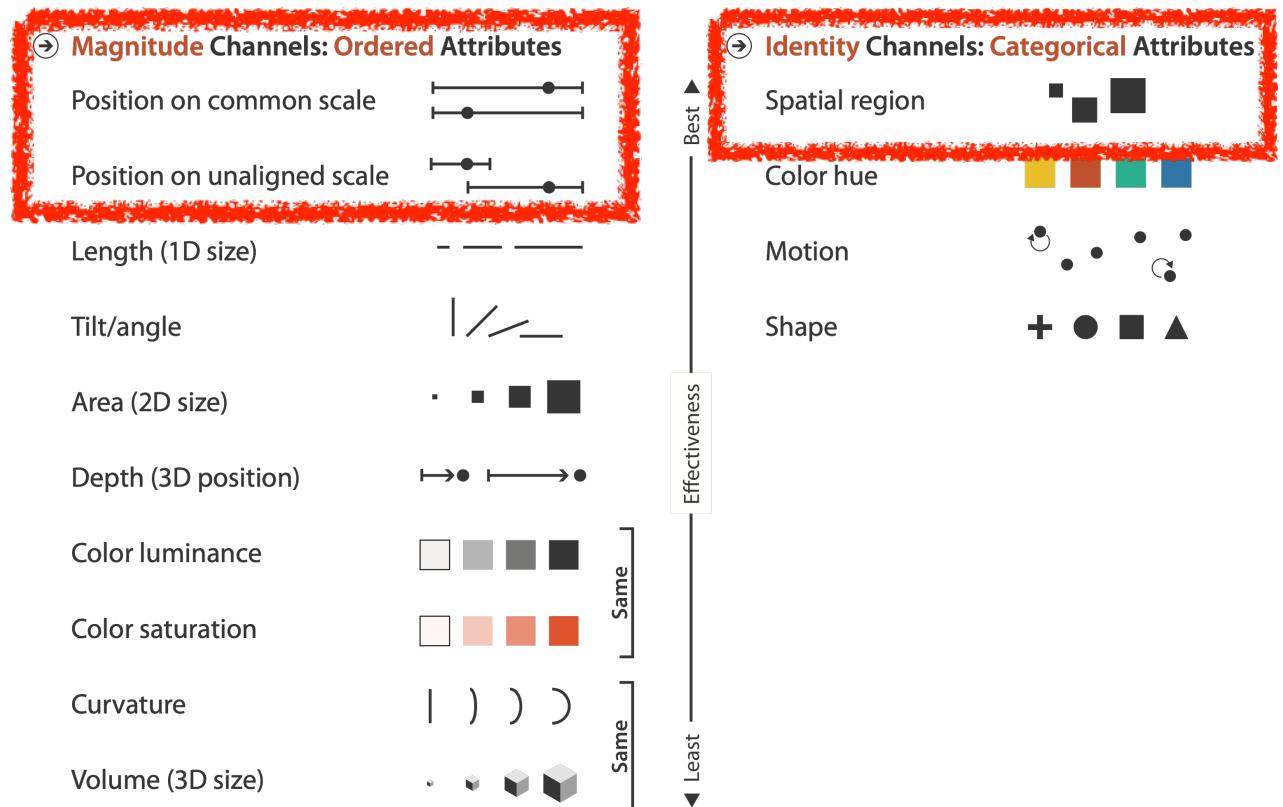 Magnitude Channels: Ordered Attributes
Position on common scale
Position on unaligned scale
Length (1D size)
Tilt/angle
Area (2D size)
Depth (3D position)
Color luminance
Color saturation
Curvature
Volume (3D size)
Same
Same
Best
Effectiveness
Least
Identity Channels: Categorical Attributes
Spatial region
Color hue
Motion
Shape